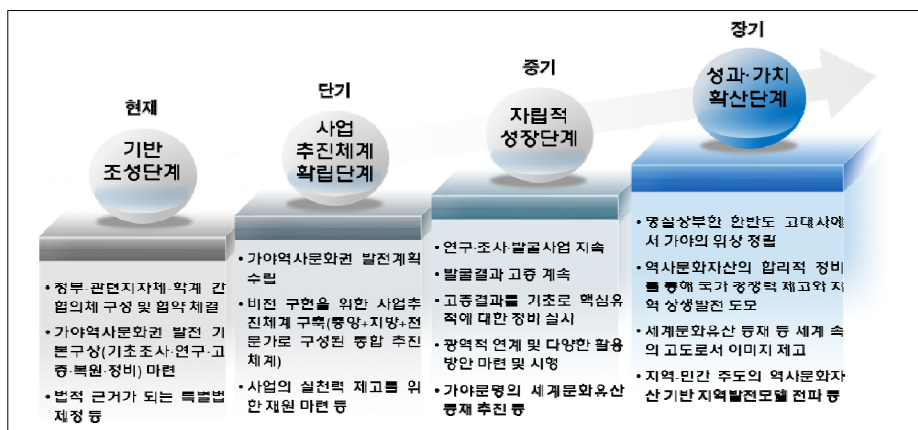 현재
기반
조성단계
• 정부·관련지자체·학계 간
협의체 구성 및 협약 체결
• 가야역사문화권 발전 기
본구상(기초조사·연구·고
증·복원·정비) 마련
• 법적 근거가 되는 특별법
제정 등
단기
사업
추진체계
확립단계
• 가야역사문화권 발전계획
수립
• 비전 구현을 위한 사업추
진체계 구축(중앙+지방+전
문가로 구성된 통합 추진
체계)
• 사업의 실천력 제고를 위
한 재원 마련 등
중기
자립적
성장단계
• 연구·조사·발굴사업 지속
• 발굴결과 고증 계속
• 고증결과를 기초로 핵심유
적에 대한 정비 실시
• 광역적 연계 및 다양한 활용
방안 마련 및 시행
• 가야문명의 세계문화유산
등재 추진 등
장기
성과·가치
확산단계
• 명실상부한 한반도 고대사에
서 가야의 위상 정립
• 역사문화자산의 합리적 정비
를 통해 국가 경쟁력 제고와 지
역 상생발전 도모
• 세계문화유산 등재 등 세계 속
의 고도로서 이미지 제고
• 지역·민간 주도의 역사문화자
산 기반 지역발전모델 전파 등